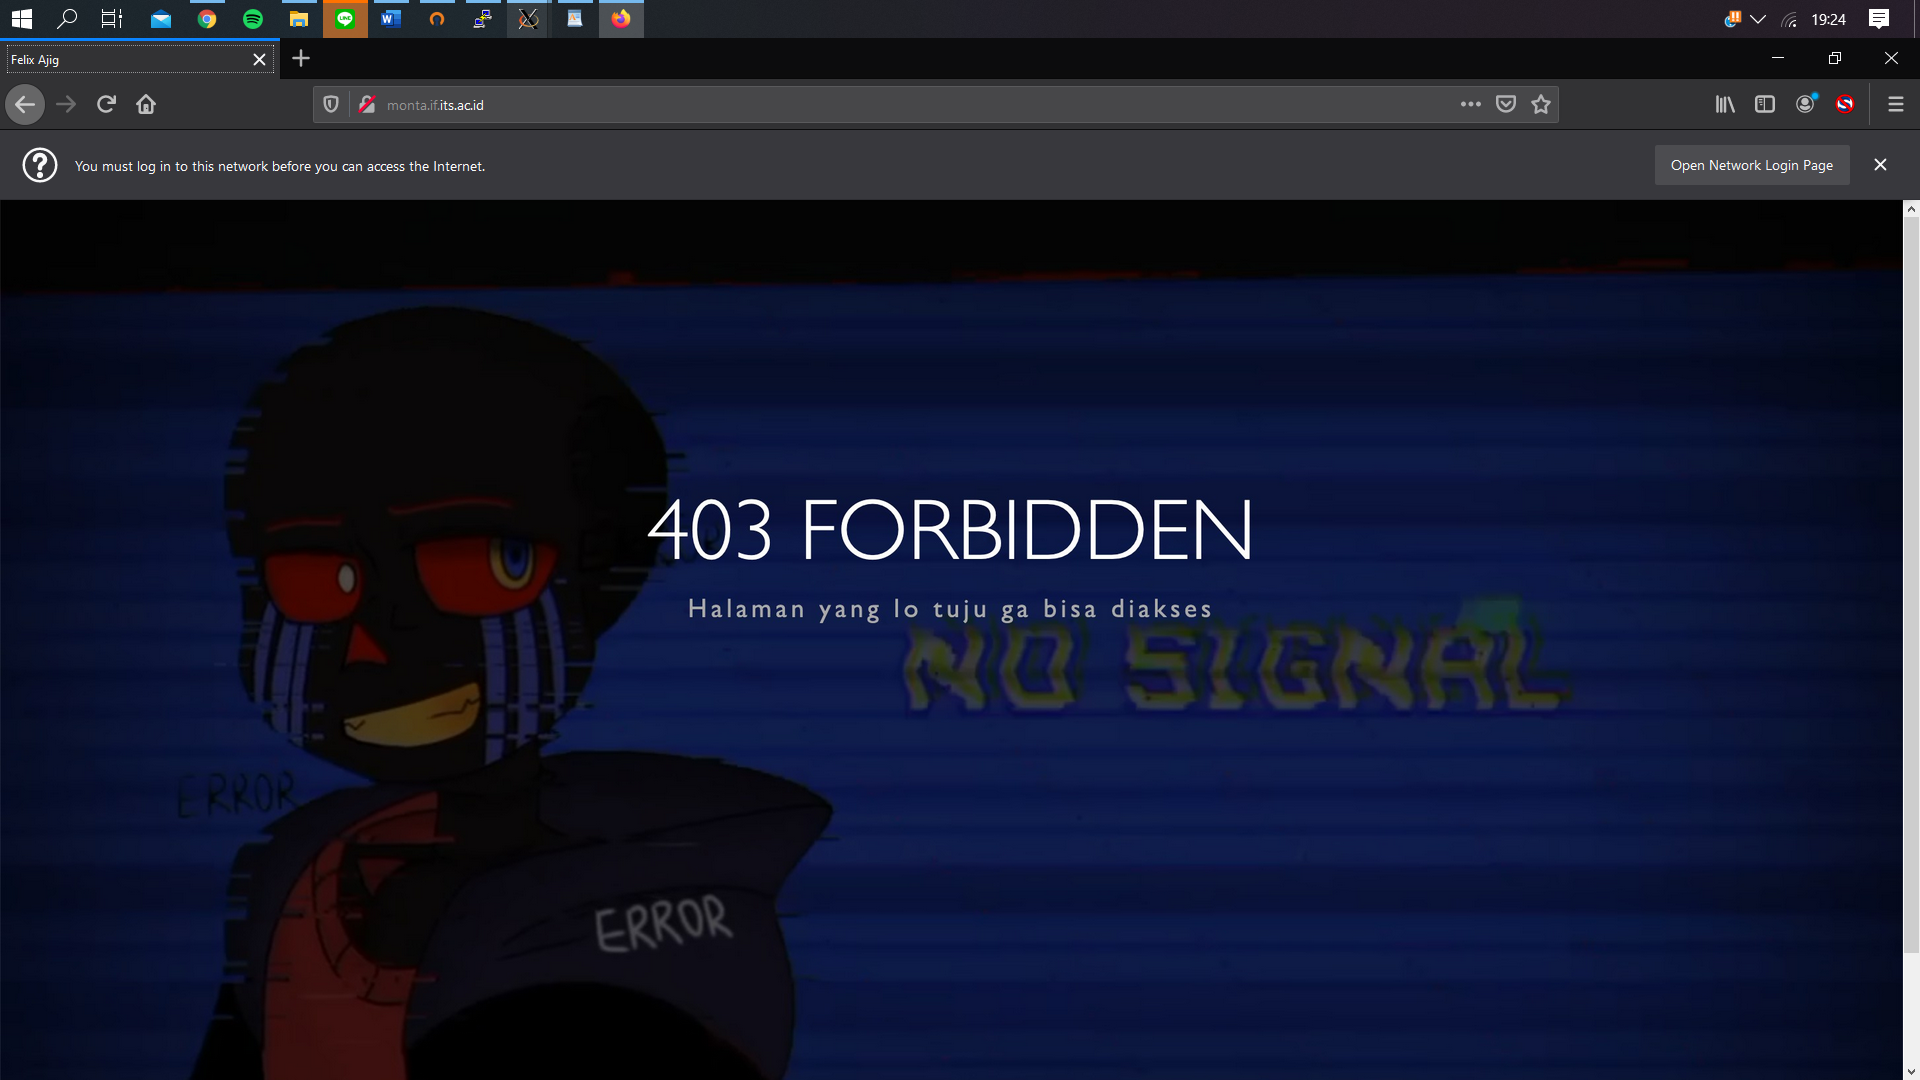 19:24
Felix Ajig
monta.if.its.ac.id
You must log in to this network before you can access the Internet.
Open Network Login Page
403 FORBIDDEN
Halaman yang lo tuju ga bisa diakses
NO SIGNAL
ERROR
ERROR